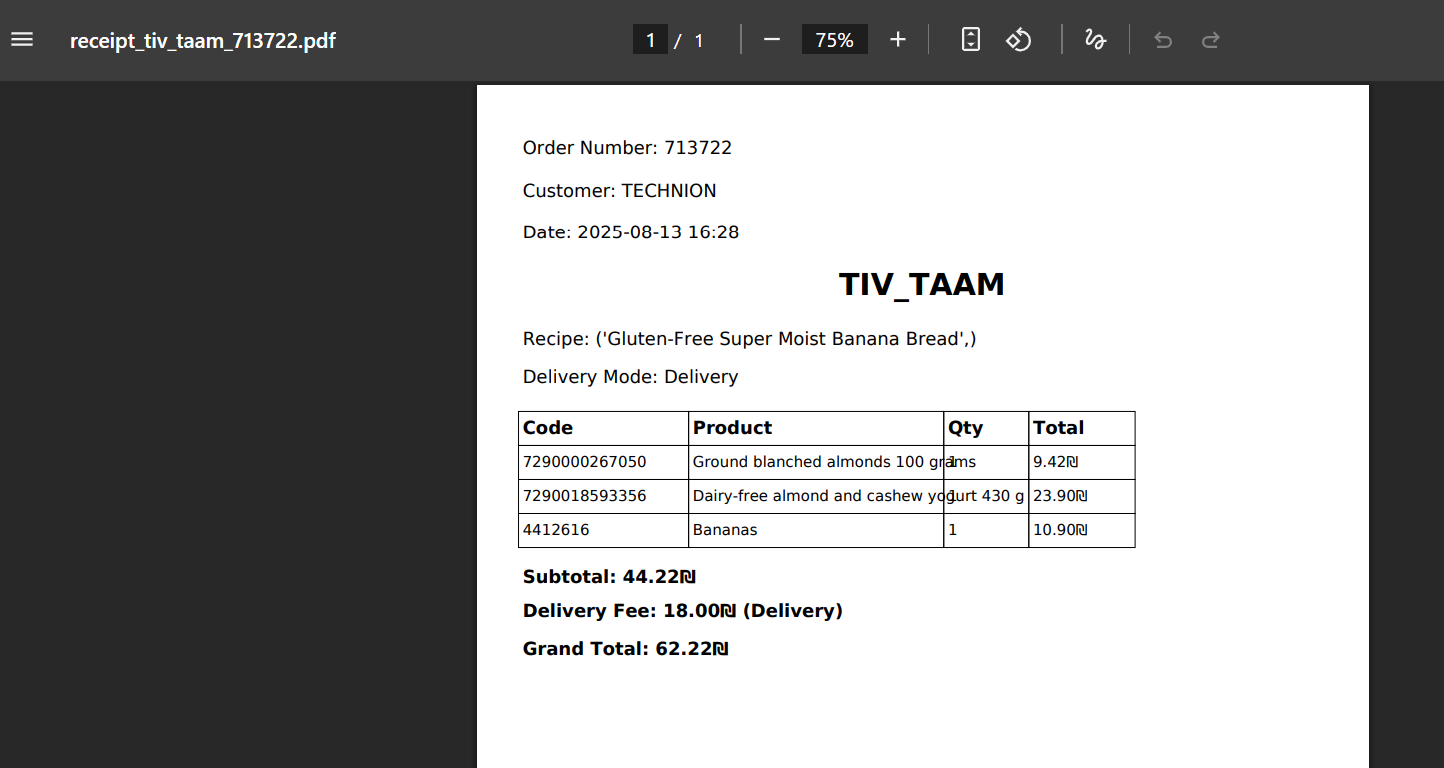 receipt_tiv_taam_713722.pdf 1 / 1 75%
Order Number: 713722
Customer: TECHNION
Date: 2025-08-13 16:28
TIV_TAAM
Recipe: ('Gluten-Free Super Moist Banana Bread',)
Delivery Mode: Delivery
Code Product Qty Total
7290000267050 Ground blanched almonds 100 grams 1 9.42₪
7290018593356 Dairy-free almond and cashew yogurt 430 g 1 23.90₪
4412616 Bananas 1 10.90₪
Subtotal: 44.22₪
Delivery Fee: 18.00₪ (Delivery)
Grand Total: 62.22₪